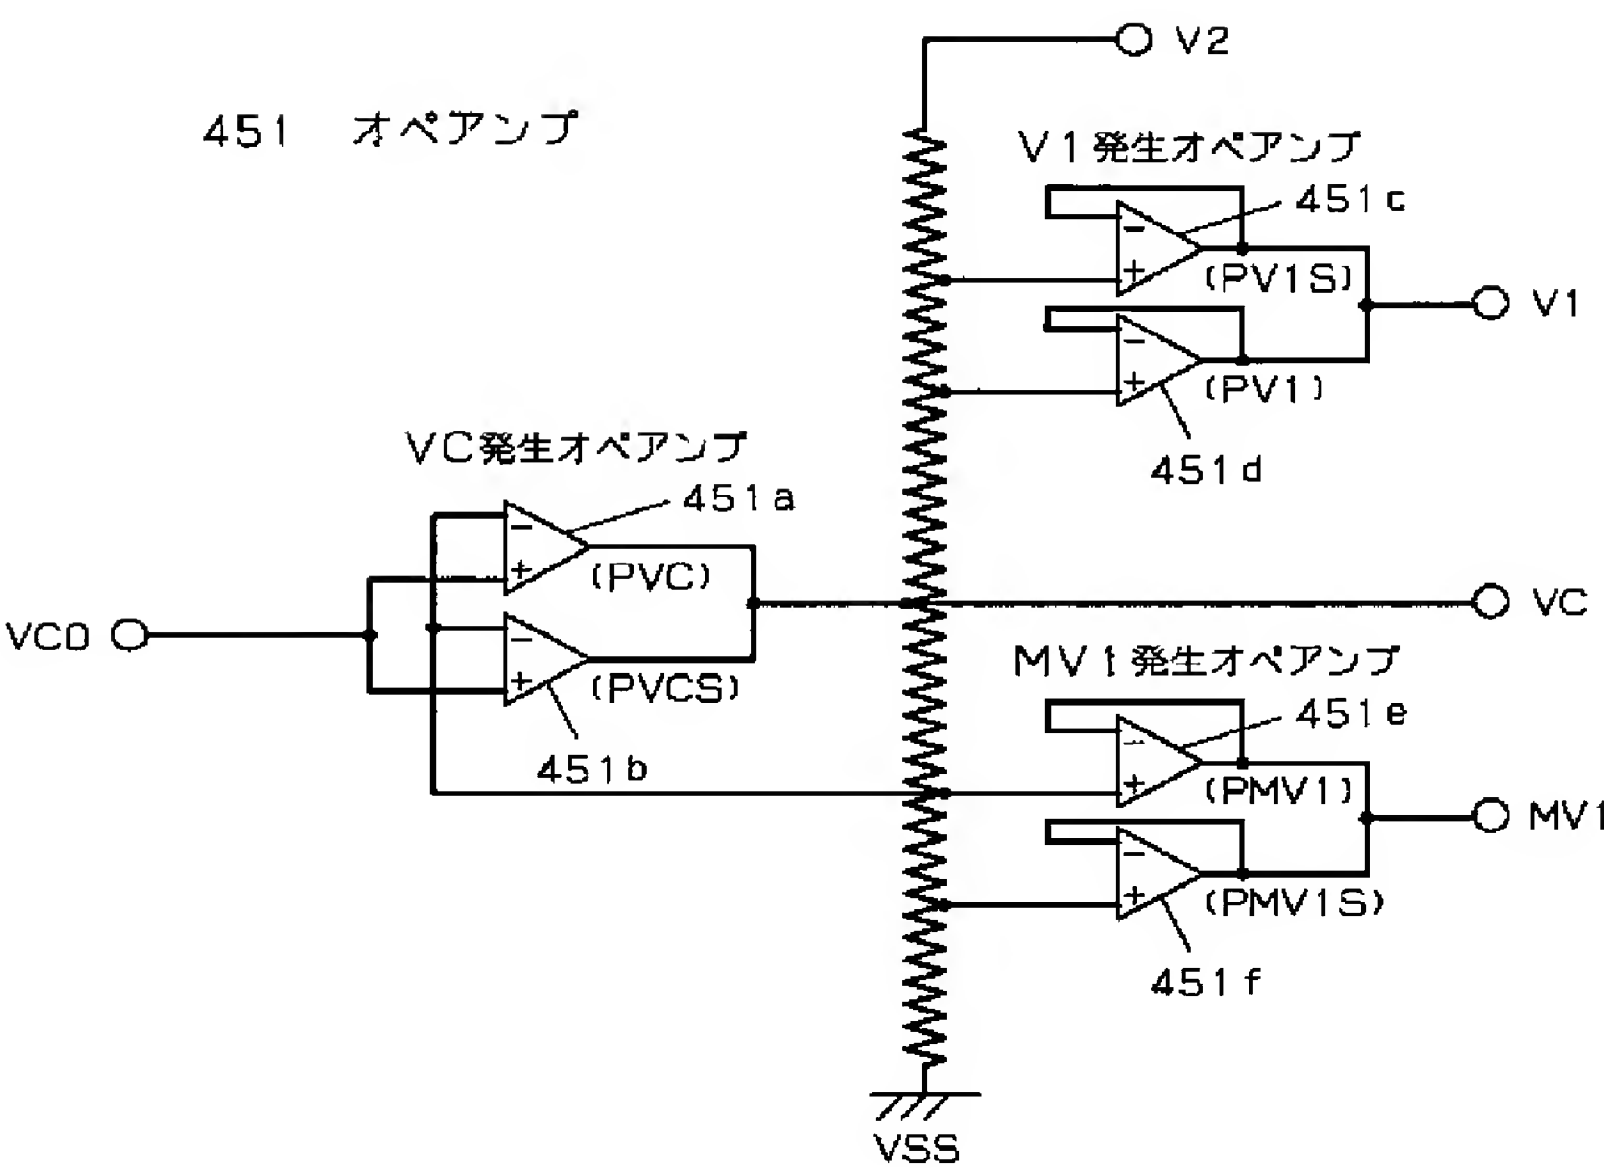 V2
451 オペアンプ
V1発生オペアンプ
451c
−
+
(PV1S)
V1
−
+
(PV1)
451d
VC発生オペアンプ
451a
−
+
(PVC)
VC
VCD
−
+
(PVCS)
451b
MV1発生オペアンプ
451e
−
+
(PMV1)
MV1
−
+
(PMV1S)
451f
VSS